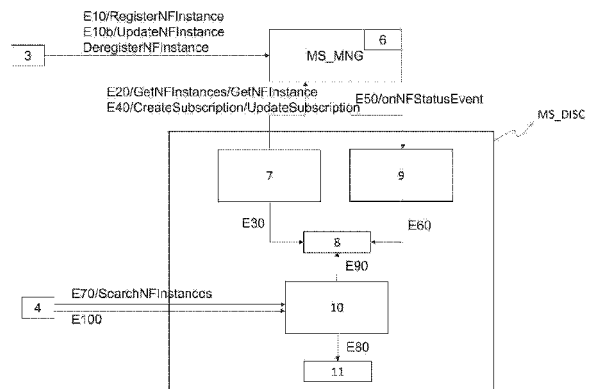 E10/RegisterNFInstance
E10b/UpdateNFInstance
DeregisterNFInstance
3
MS_MNG
6
E20/GetNFInstances/GetNFInstance
E40/CreateSubscription/UpdateSubscription
E50/onNFStatusEvent
MS_DISC
7
9
E30
E60
8
E90
E70/SearchNFInstances
4
E100
10
E80
11